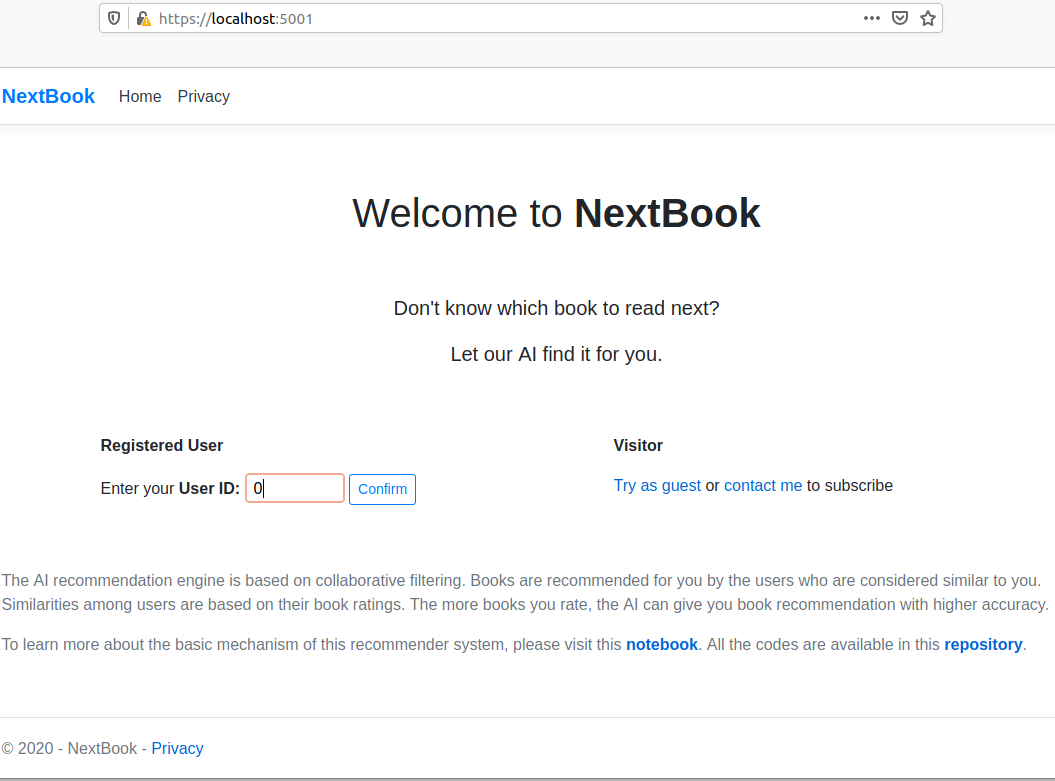 https://localhost:5001
NextBook Home Privacy
Welcome to NextBook
Don't know which book to read next?
Let our AI find it for you.
Registered User
Enter your User ID: 0 Confirm
Visitor
Try as guest or contact me to subscribe
The AI recommendation engine is based on collaborative filtering. Books are recommended for you by the users who are considered similar to you.
Similarities among users are based on their book ratings. The more books you rate, the AI can give you book recommendation with higher accuracy.
To learn more about the basic mechanism of this recommender system, please visit this notebook. All the codes are available in this repository.
© 2020 - NextBook - Privacy